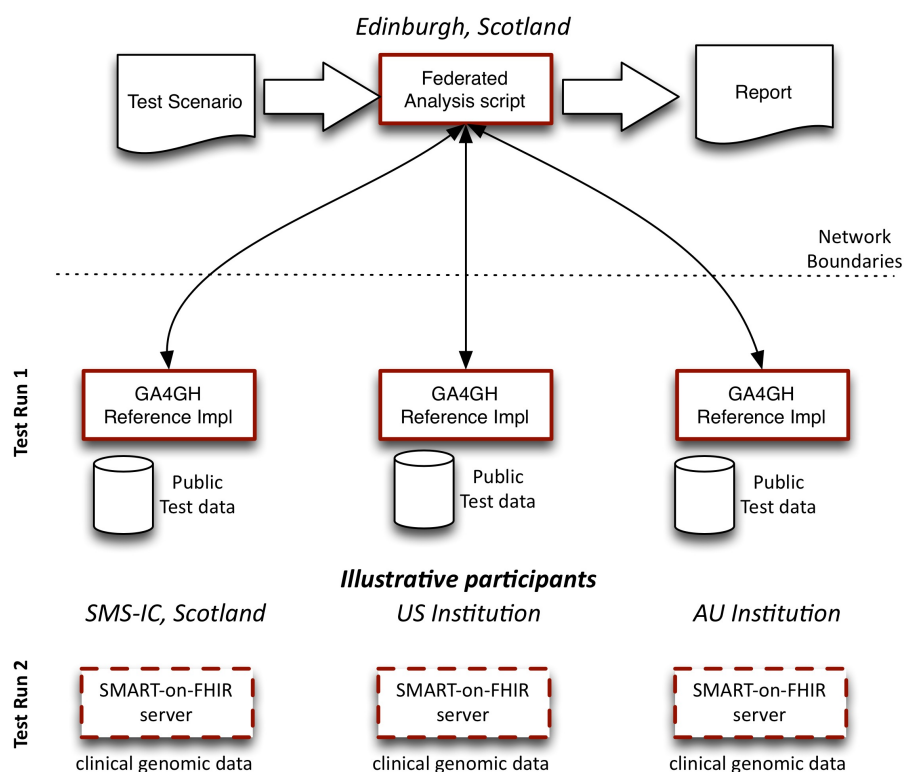 Edinburgh, Scotland
Test Scenario
Federated
Analysis script
Report
Network
Boundaries
Test Run 1
GA4GH
Reference Impl
GA4GH
Reference Impl
GA4GH
Reference Impl
Public
Test data
Public
Test data
Public
Test data
Illustrative participants
SMS-IC, Scotland
US Institution
AU Institution
Test Run 2
SMART-on-FHIR
server
SMART-on-FHIR
server
SMART-on-FHIR
server
clinical genomic data
clinical genomic data
clinical genomic data